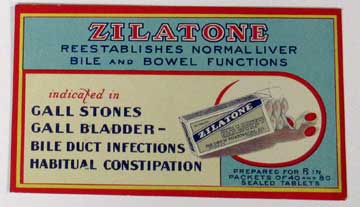 ZILATONE
REESTABLISHES NORMAL LIVER
BILE AND BOWEL FUNCTIONS
indicated in
GALL STONES
GALL BLADDER-
BILE DUCT INFECTIONS
HABITUAL CONSTIPATION
ZILATONE
PREPARED FOR ℞ IN
PACKETS OF 40 AND 80
SEALED TABLETS